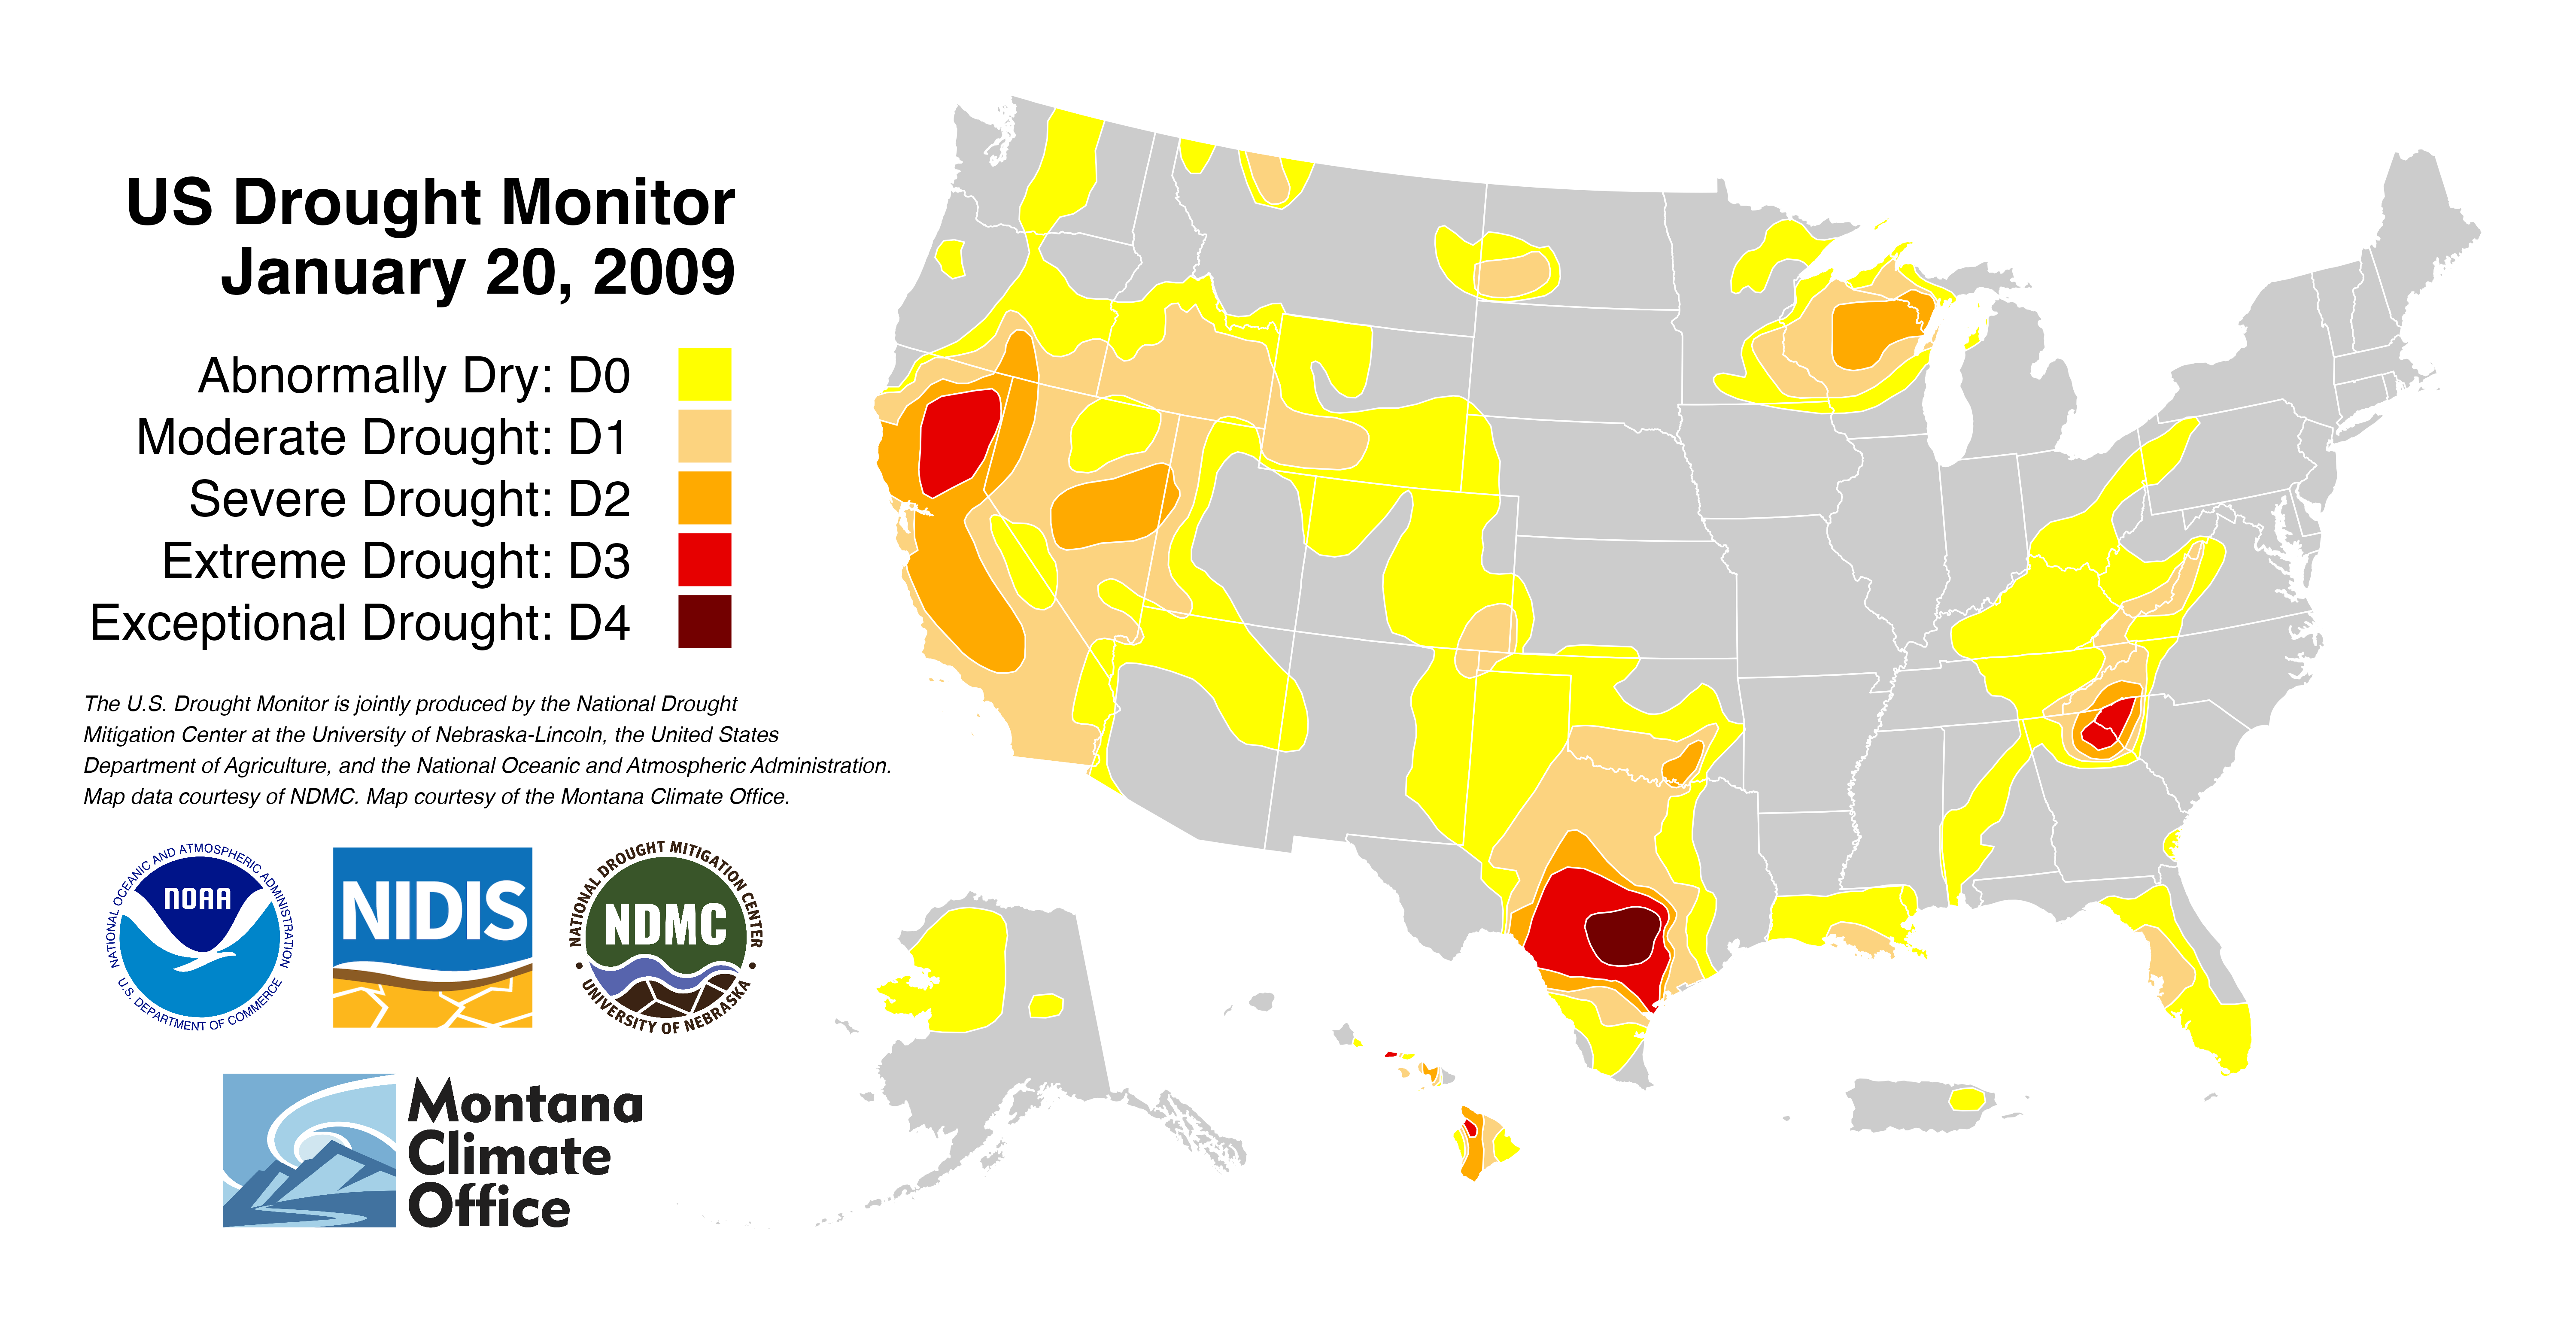 US Drought Monitor
January 20, 2009
Abnormally Dry: D0
Moderate Drought: D1
Severe Drought: D2
Extreme Drought: D3
Exceptional Drought: D4
The U.S. Drought Monitor is jointly produced by the National Drought
Mitigation Center at the University of Nebraska-Lincoln, the United States
Department of Agriculture, and the National Oceanic and Atmospheric Administration.
Map data courtesy of NDMC. Map courtesy of the Montana Climate Office.
NATIONAL OCEANIC AND ATMOSPHERIC ADMINISTRATION
NOAA
U.S. DEPARTMENT OF COMMERCE
NIDIS
NATIONAL DROUGHT MITIGATION CENTER
NDMC
UNIVERSITY OF NEBRASKA
Montana
Climate
Office